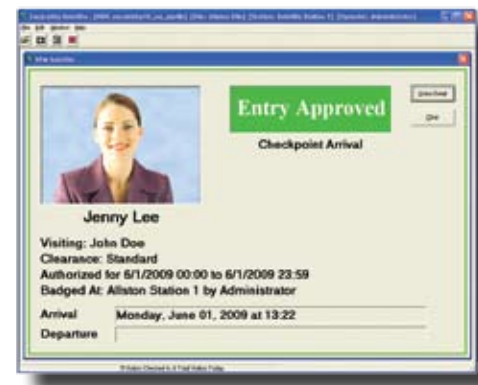 Entry Approved
Checkpoint Arrival
Jenny Lee
Visiting: John Doe
Clearance: Standard
Authorized for 6/1/2009 00:00 to 6/1/2009 23:59
Badged At: Allston Station 1 by Administrator
Arrival Monday, June 01, 2009 at 13:22
Departure